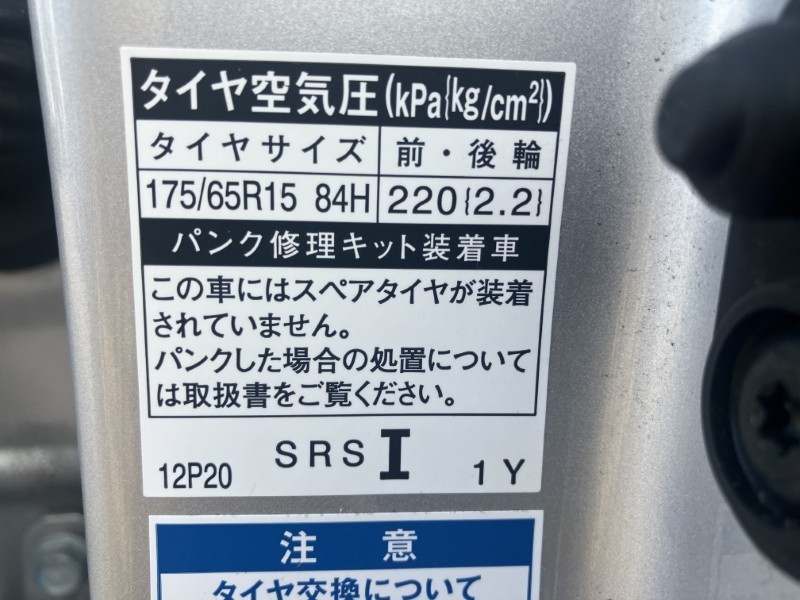 タイヤ空気圧(kPa{kg/cm²})
タイヤサイズ 前・後輪
175/65R15 84H 220{2.2}
パンク修理キット装着車
この車にはスペアタイヤが装着
されていません。
パンクした場合の処置について
は取扱書をご覧ください。
12P20 SRS I 1Y
注 意
タイヤ交換について